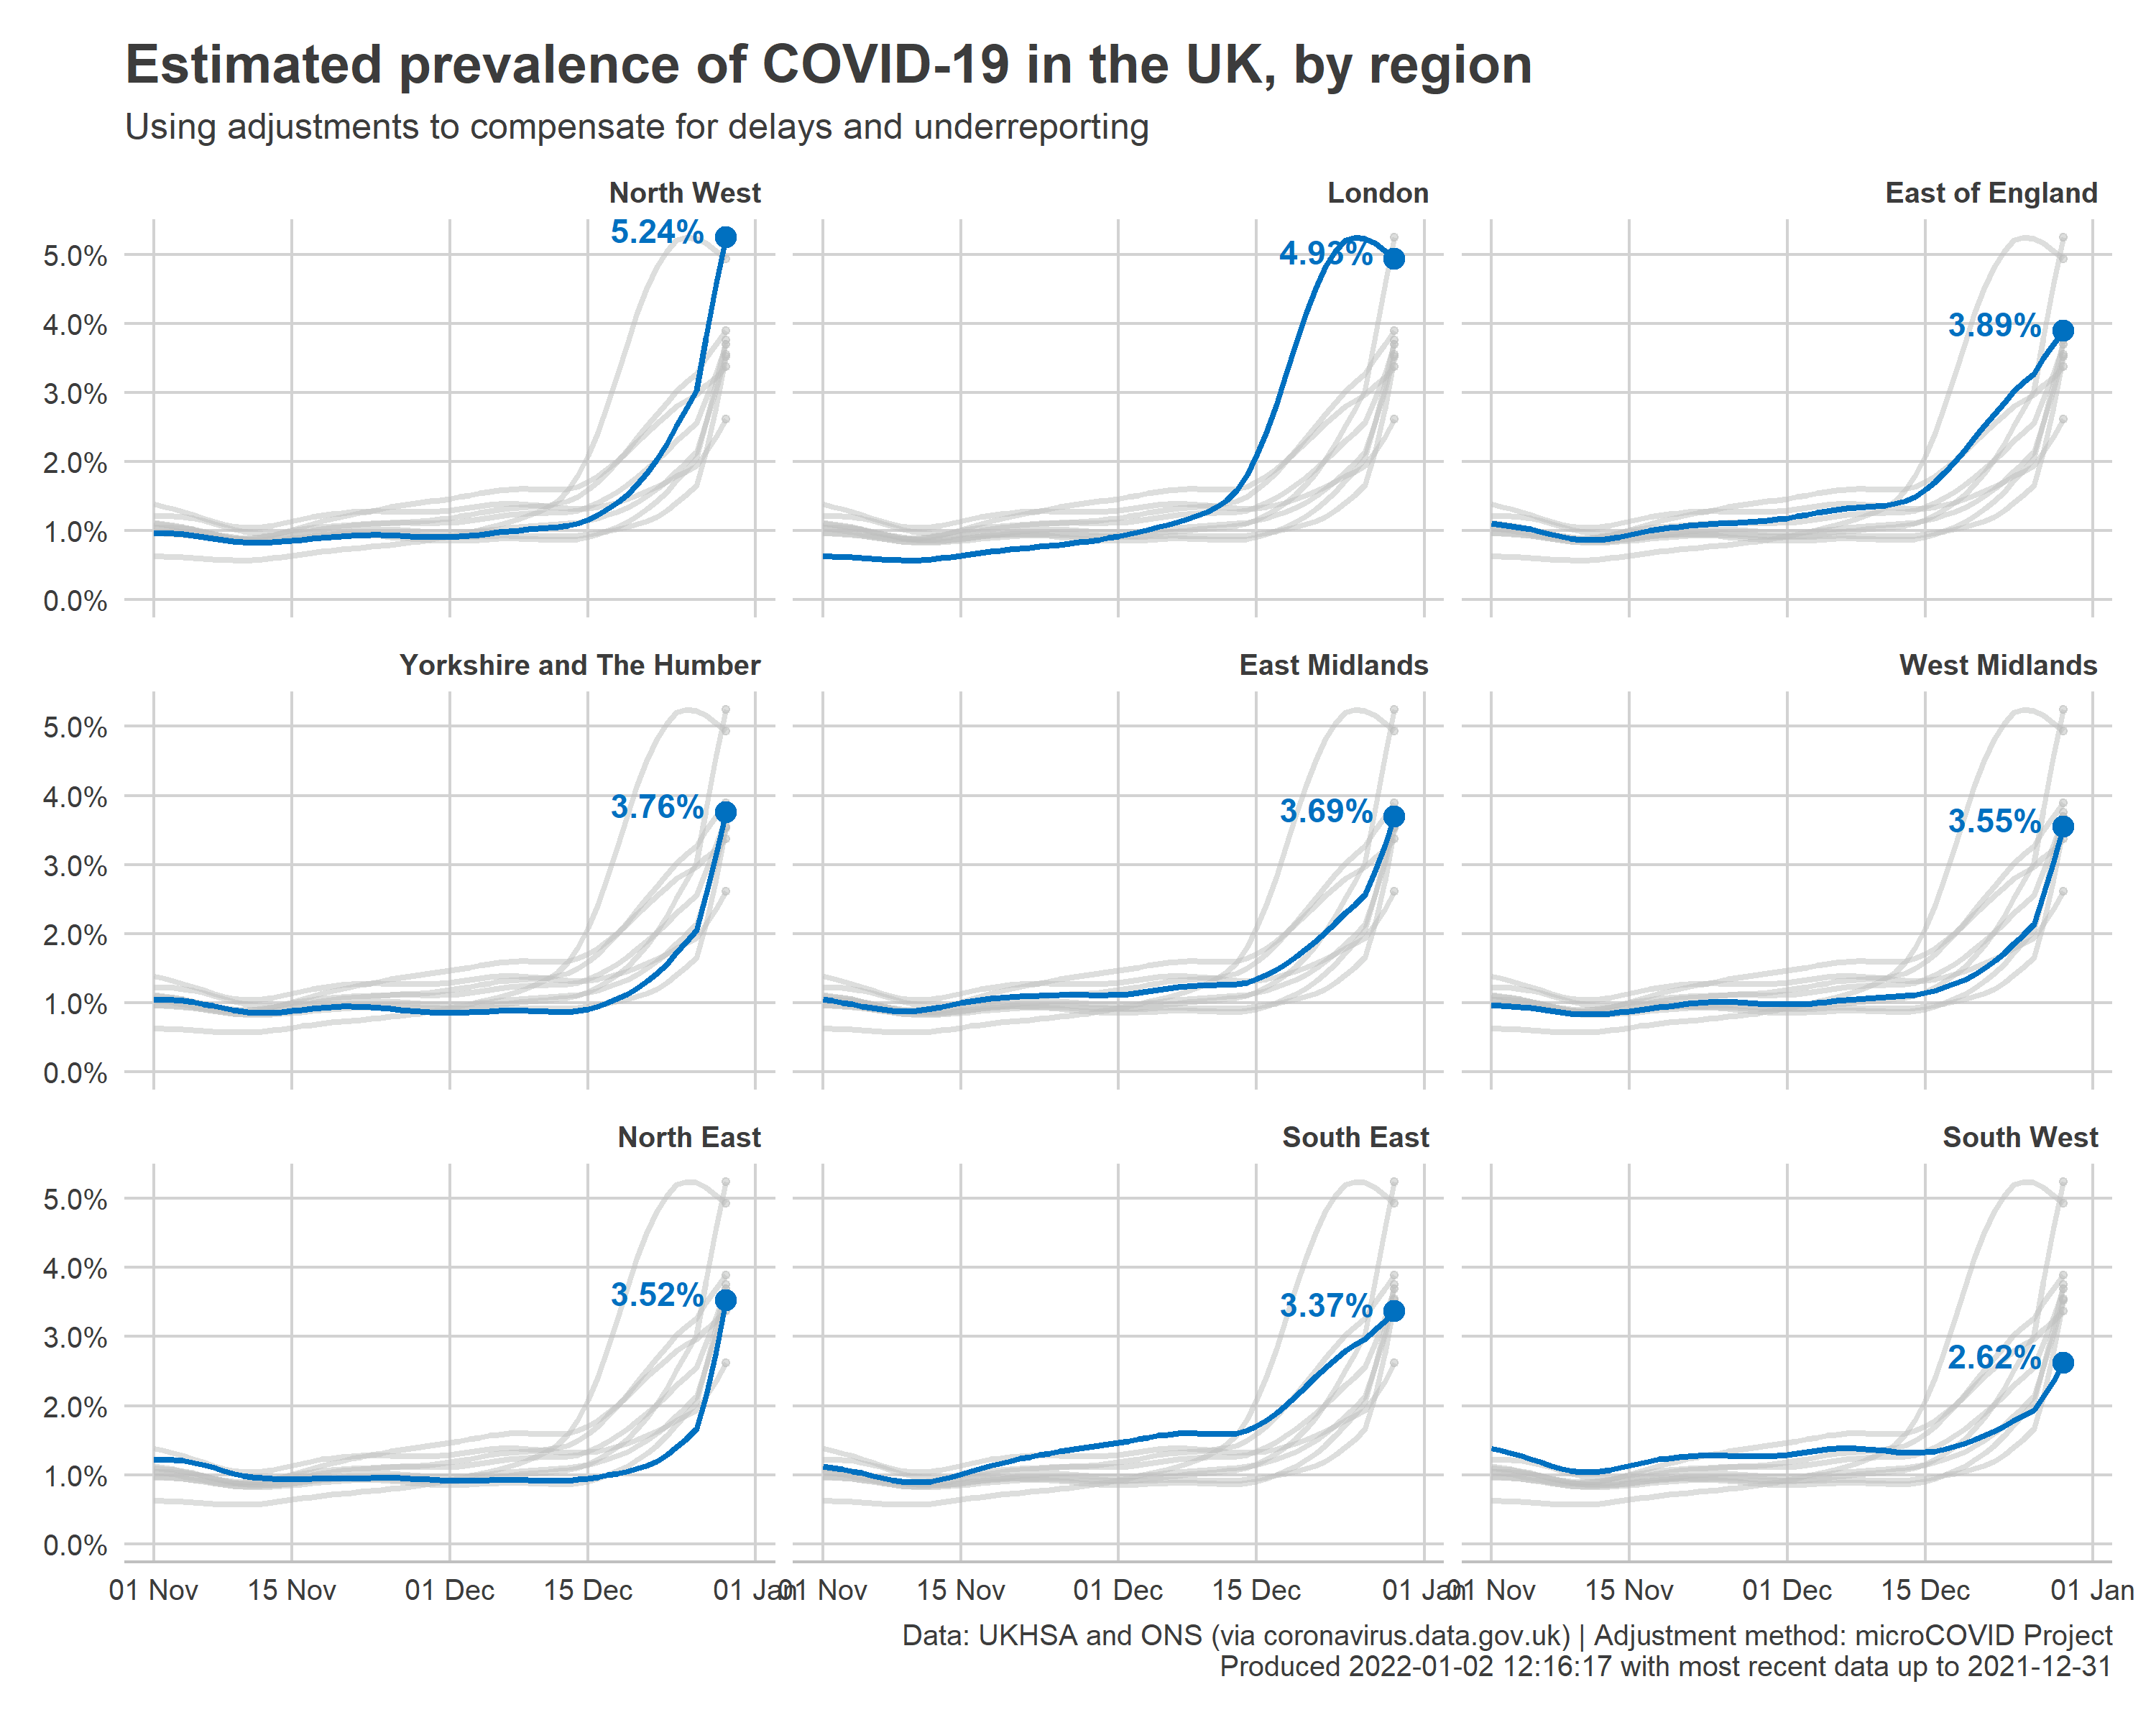 Estimated prevalence of COVID-19 in the UK, by region
Using adjustments to compensate for delays and underreporting
North West
London
East of England
5.24%
4.93%
3.89%
5.0%
4.0%
3.0%
2.0%
1.0%
0.0%
Yorkshire and The Humber
East Midlands
West Midlands
3.76%
3.69%
3.55%
5.0%
4.0%
3.0%
2.0%
1.0%
0.0%
North East
South East
South West
3.52%
3.37%
2.62%
5.0%
4.0%
3.0%
2.0%
1.0%
0.0%
01 Nov 15 Nov 01 Dec 15 Dec 01 Jan 01 Nov 15 Nov 01 Dec 15 Dec 01 Jan 01 Nov 15 Nov 01 Dec 15 Dec 01 Jan
Data: UKHSA and ONS (via coronavirus.data.gov.uk) | Adjustment method: microCOVID Project
Produced 2022-01-02 12:16:17 with most recent data up to 2021-12-31